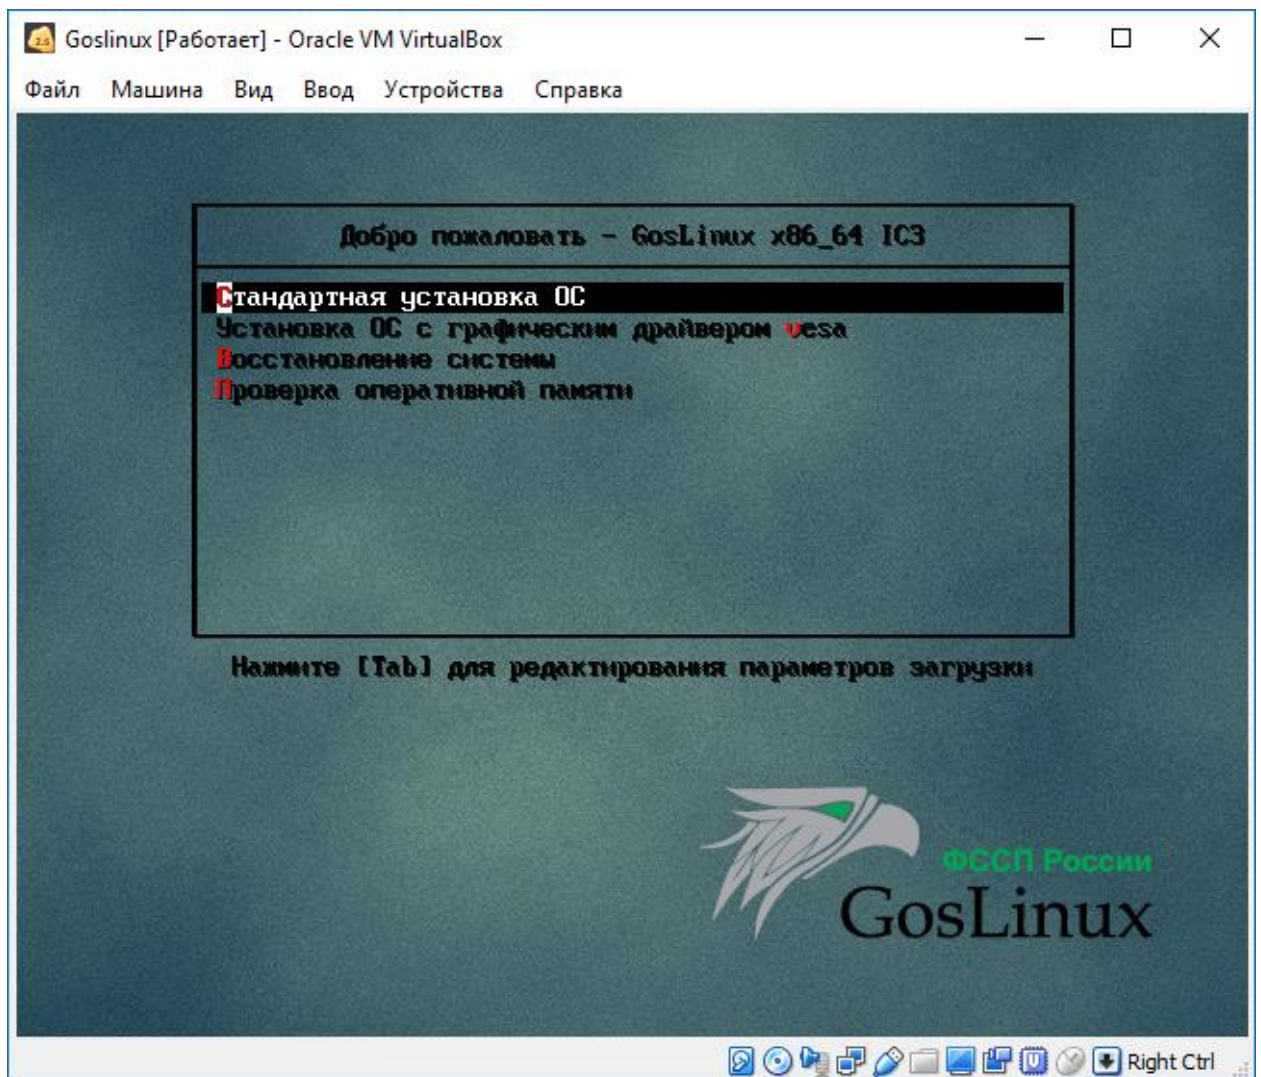 Goslinux [Работает] - Oracle VM VirtualBox
Файл Машина Вид Ввод Устройства Справка
Добро пожаловать - GosLinux x86_64 IC3
Стандартная установка ОС
Установка ОС с графическим драйвером vesa
Восстановление системы
Проверка оперативной памяти
Нажмите [Tab] для редактирования параметров загрузки
ФССП России
GosLinux
Right Ctrl